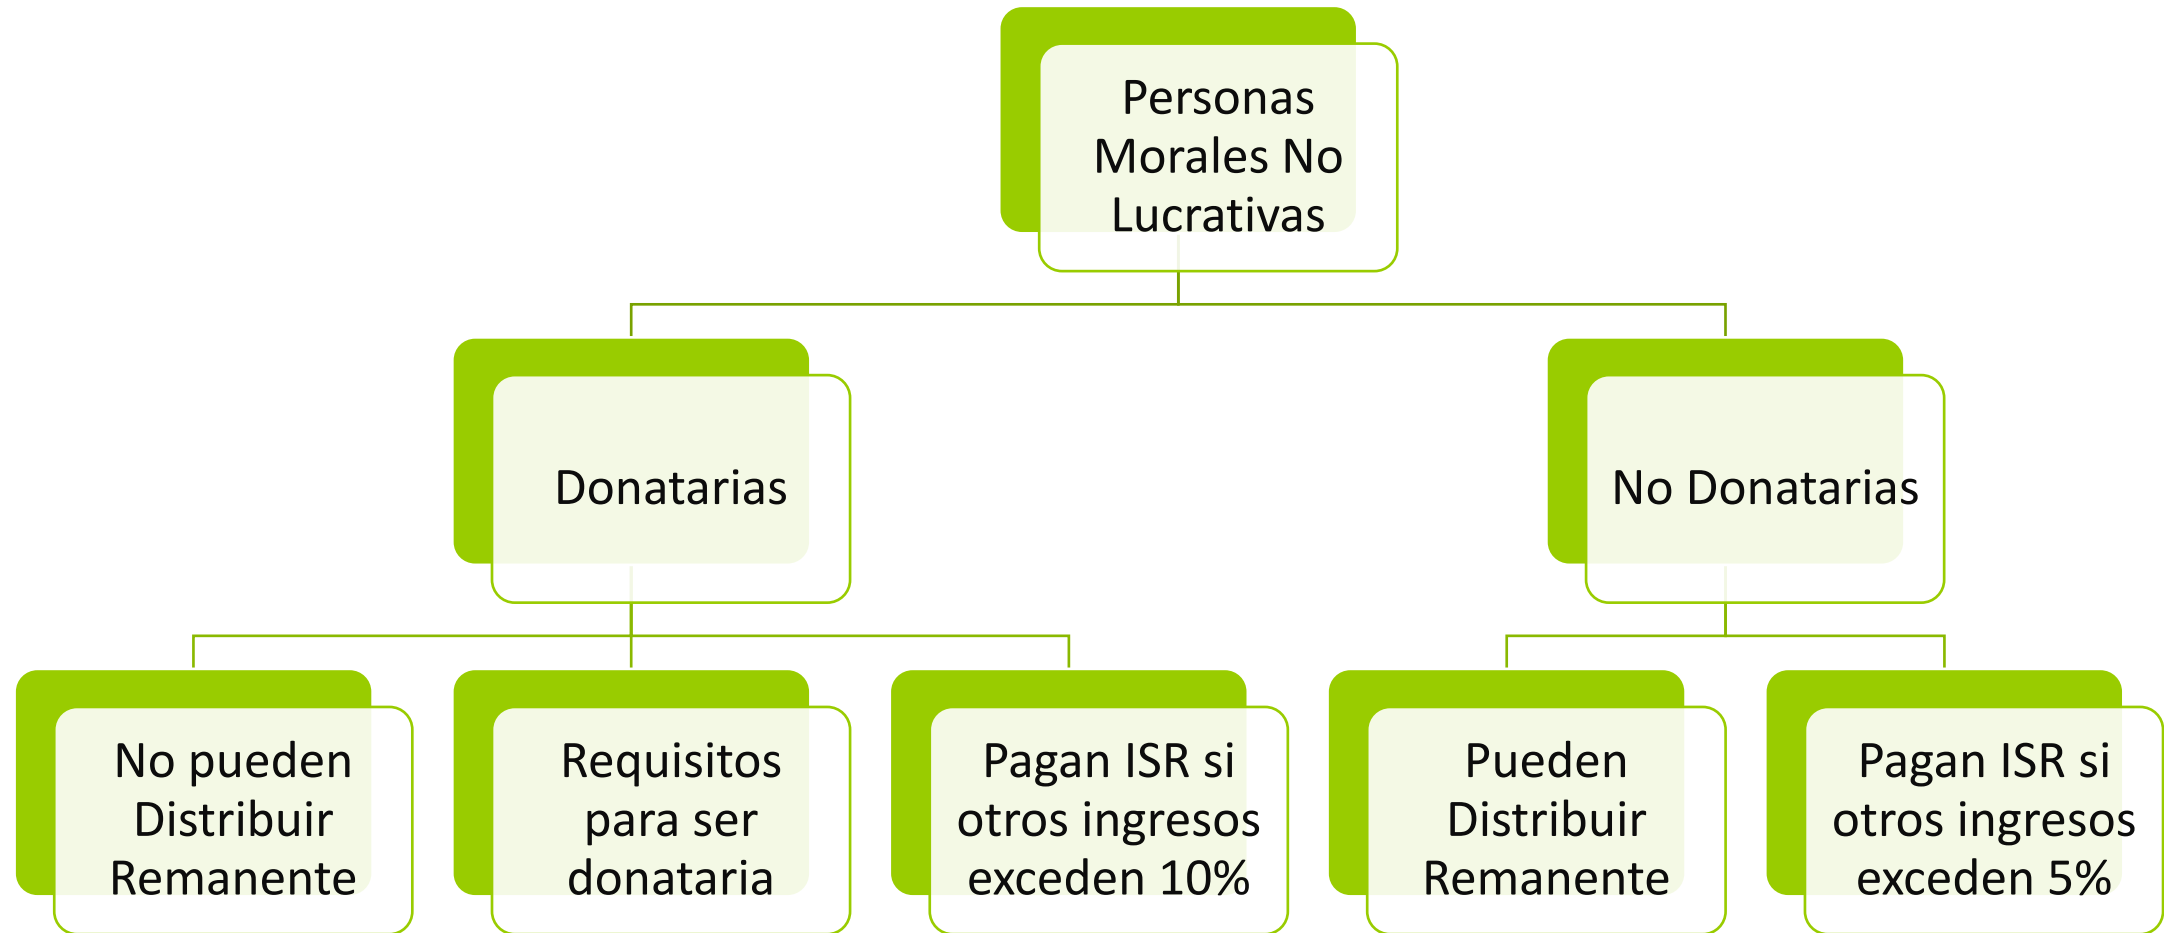 Personas
Morales No
Lucrativas
Donatarias
No Donatarias
No pueden
Distribuir
Remanente
Requisitos
para ser
donataria
Pagan ISR si
otros ingresos
exceden 10%
Pueden
Distribuir
Remanente
Pagan ISR si
otros ingresos
exceden 5%